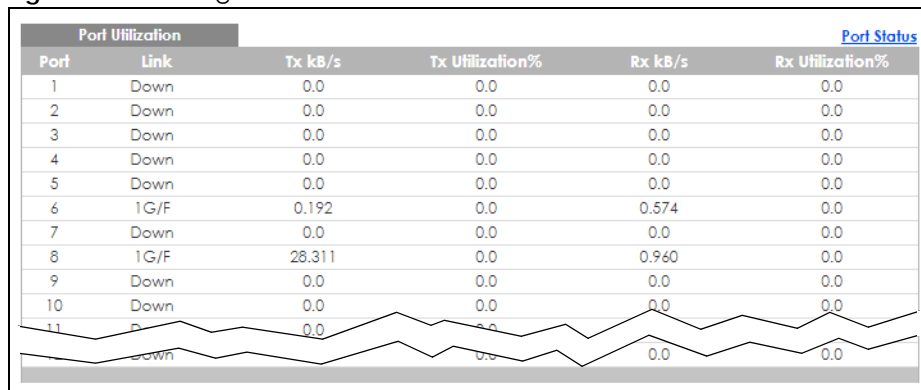 Port Utilization Port Status
Port Link Tx kB/s Tx Utilization% Rx kB/s Rx Utilization%
1 Down 0.0 0.0 0.0 0.0
2 Down 0.0 0.0 0.0 0.0
3 Down 0.0 0.0 0.0 0.0
4 Down 0.0 0.0 0.0 0.0
5 Down 0.0 0.0 0.0 0.0
6 1G/F 0.192 0.0 0.574 0.0
7 Down 0.0 0.0 0.0 0.0
8 1G/F 28.311 0.0 0.960 0.0
9 Down 0.0 0.0 0.0 0.0
10 Down 0.0 0.0 0.0 0.0
11 0.0 0.0
Down 0.0 0.0 0.0